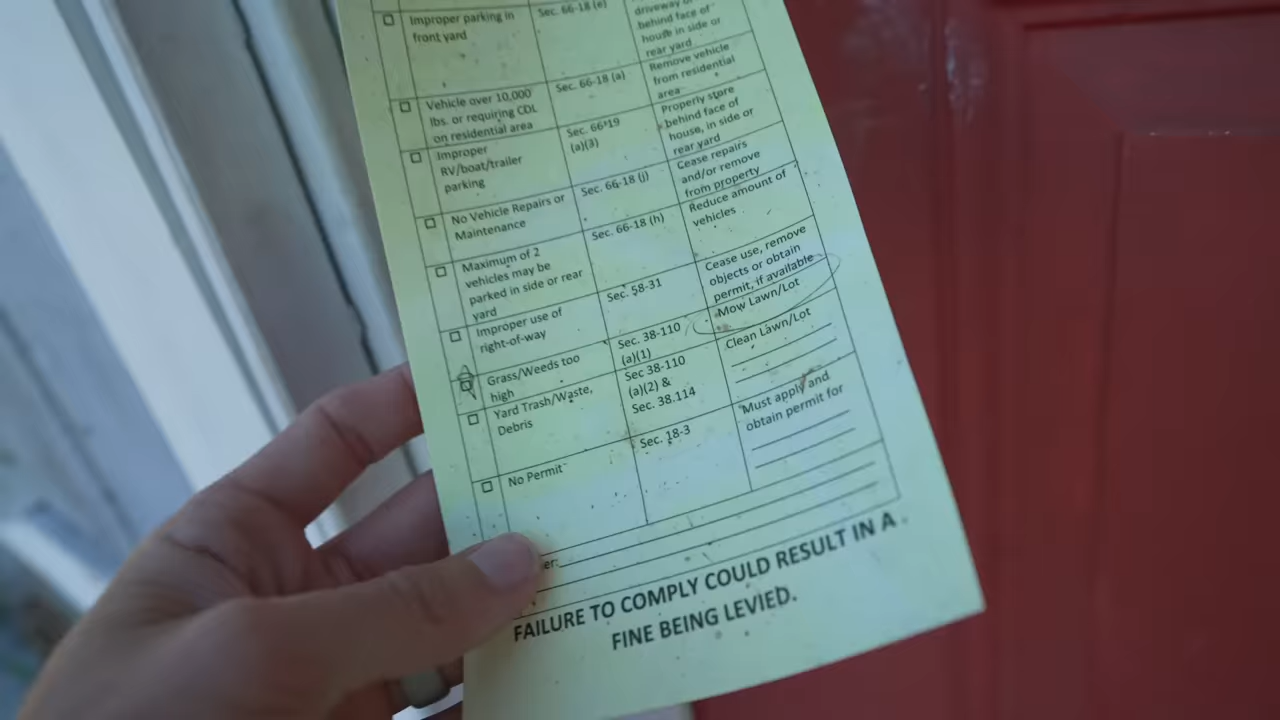 Improper parking in
front yard
Sec. 66-18 (e)
driveway or
behind face of
house in side or
rear yard
Vehicle over 10,000
lbs. or requiring CDL
on residential area
Sec. 66-18 (a)
Remove vehicle
from residential
area
Improper
RV/boat/trailer
parking
Sec. 66-19
(a)(3)
Properly store
behind face of
house, in side or
rear yard
No Vehicle Repairs or
Maintenance
Sec. 66-18 (j)
Cease repairs
and/or remove
from property
Maximum of 2
vehicles may be
parked in side or rear
yard
Sec. 66-18 (h)
Reduce amount of
vehicles
Improper use of
right-of-way
Sec. 58-31
Cease use, remove
objects or obtain
permit, if available
Grass/Weeds too
high
Sec. 38-110
(a)(1)
Mow Lawn/Lot
Yard Trash/Waste,
Debris
Sec 38-110
(a)(2) &
Sec. 38.114
Clean Lawn/Lot
No Permit
Sec. 18-3
Must apply and
obtain permit for
er:
FAILURE TO COMPLY COULD RESULT IN A
FINE BEING LEVIED.